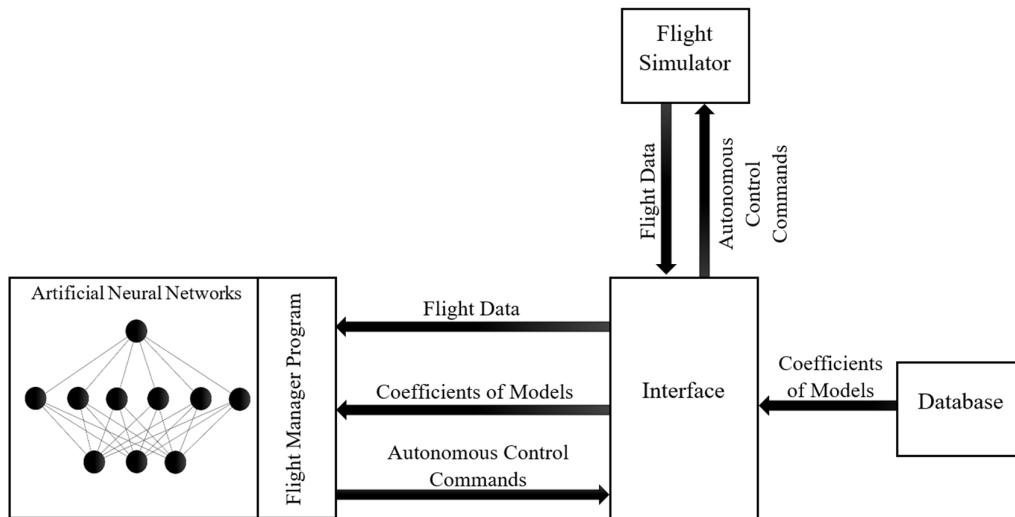 Flight
Simulator
Flight Data
Autonomous
Control
Commands
Artificial Neural Networks
Flight Manager Program
Flight Data
Coefficients of Models
Autonomous Control
Commands
Interface
Coefficients
of Models
Database